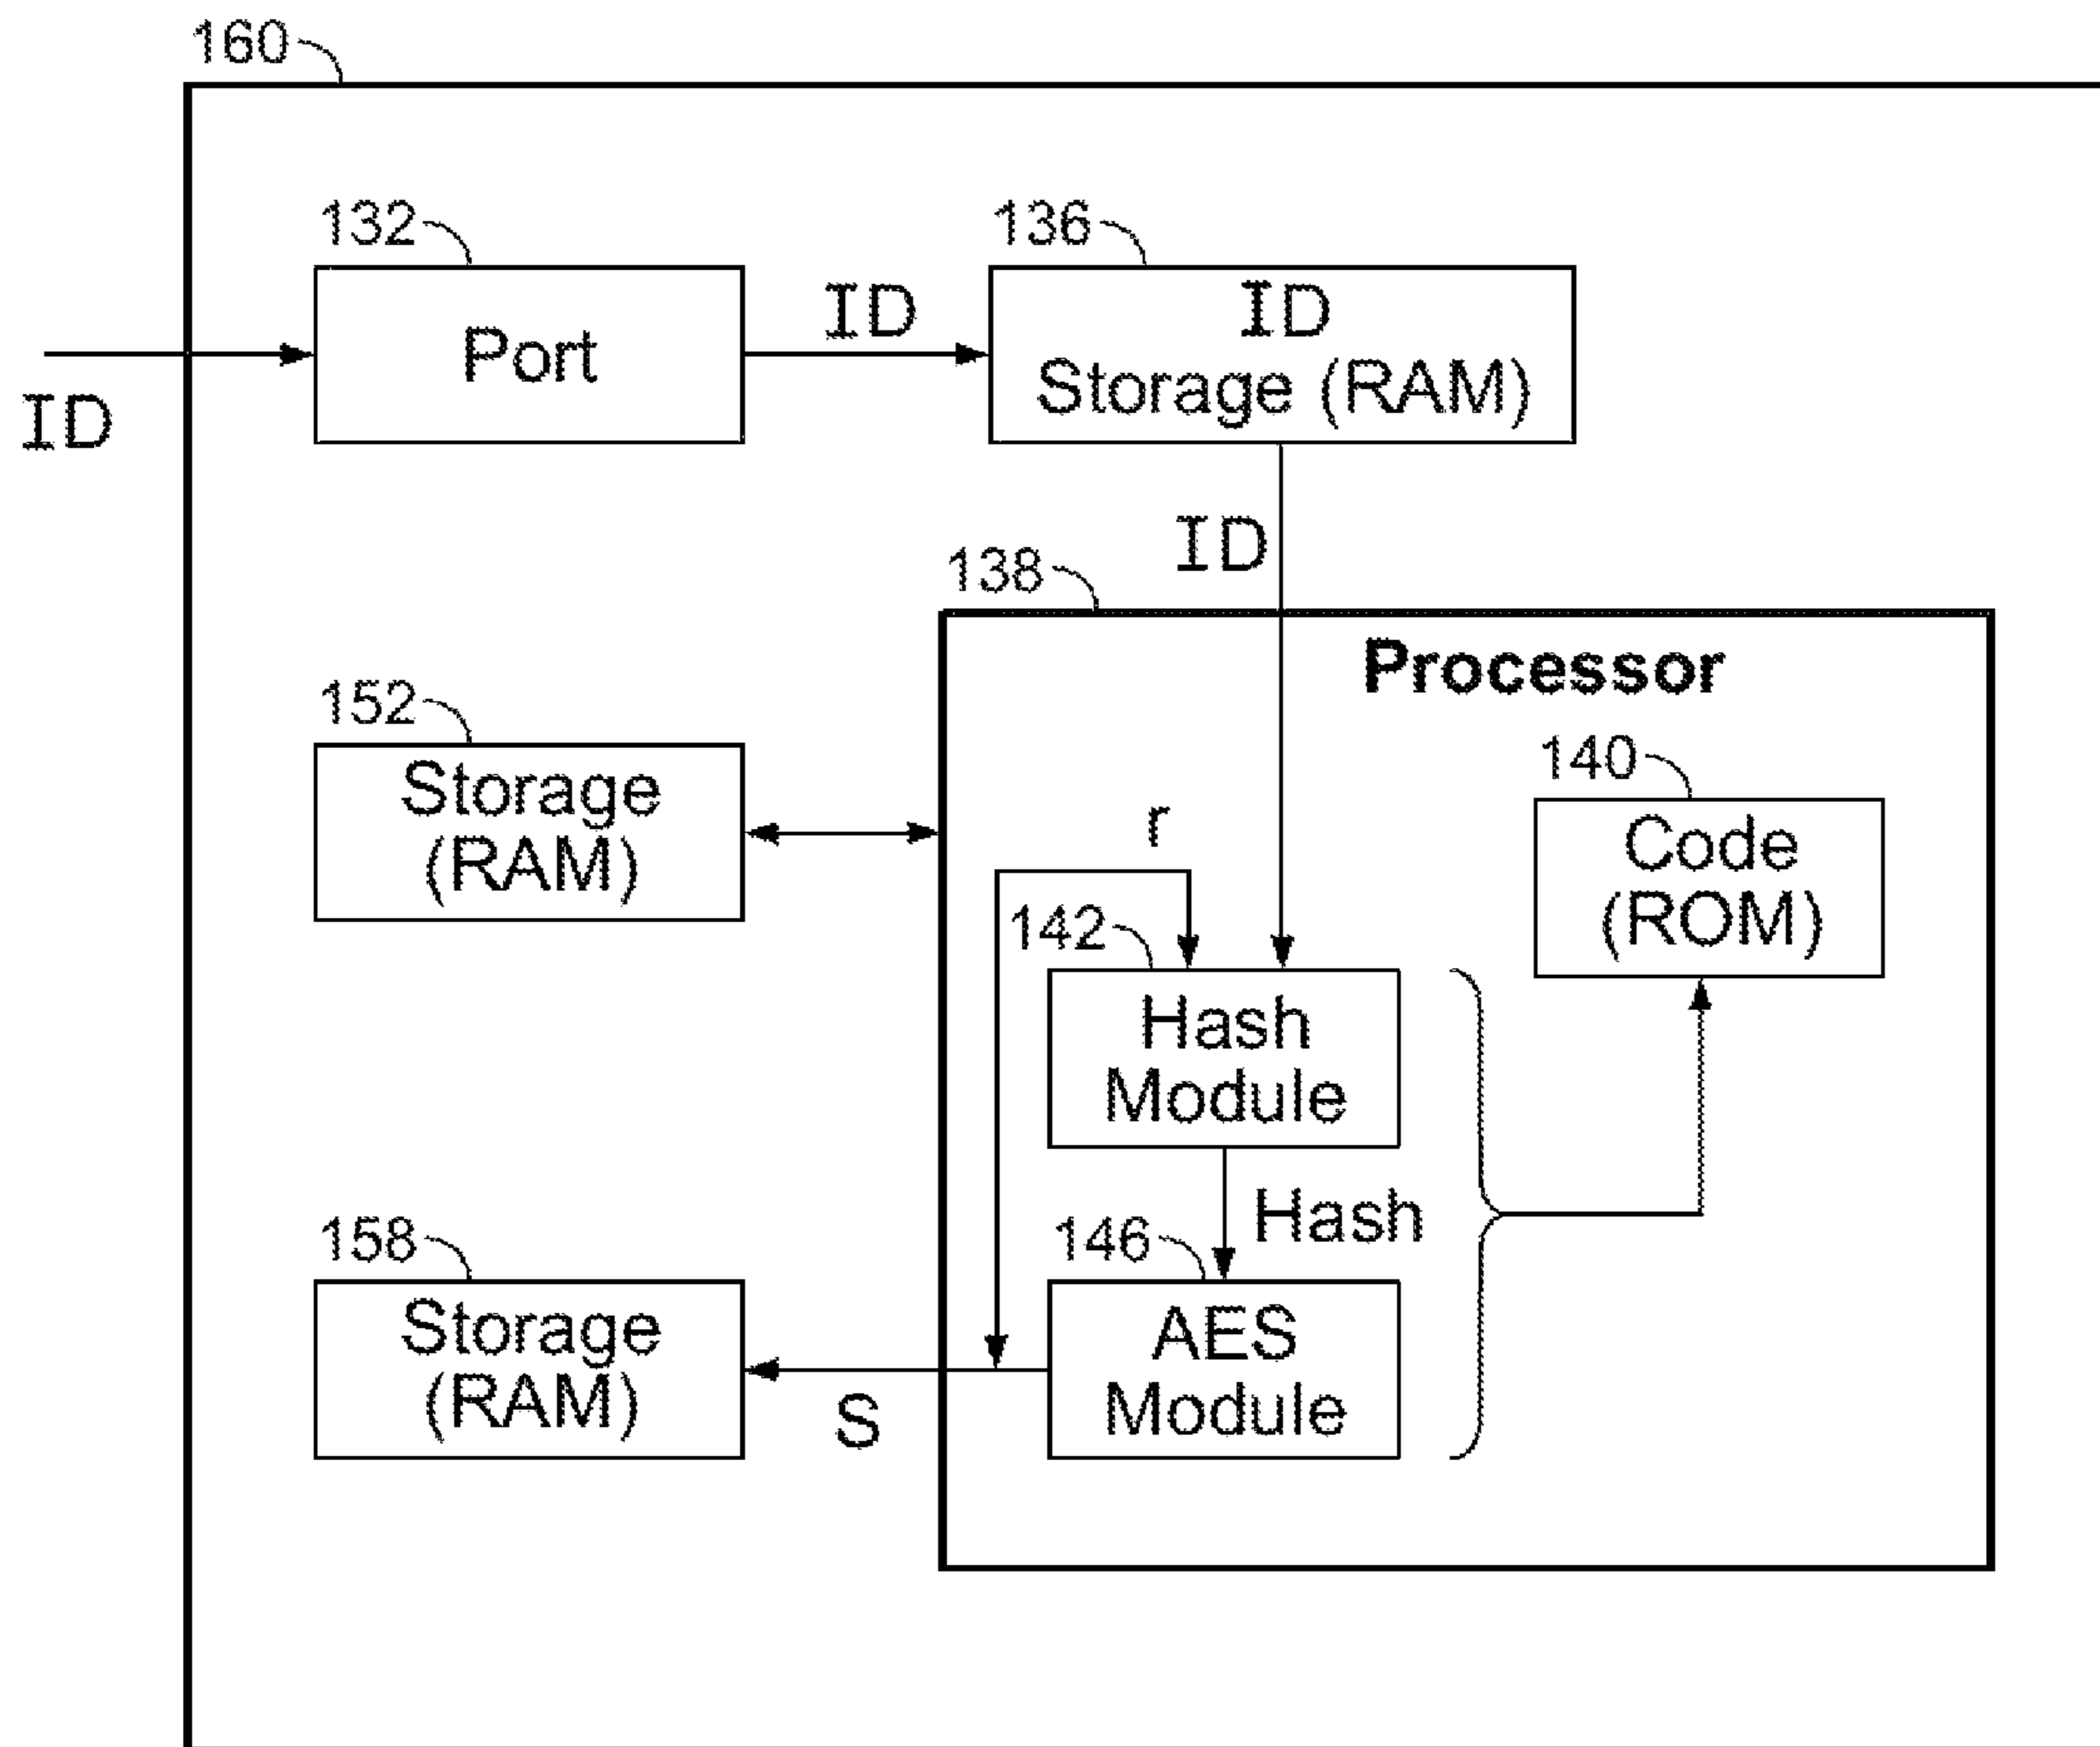 160
132
136
ID
Port
ID
Storage (RAM)
ID
ID
138
Processor
152
Storage
(RAM)
140
Code
(ROM)
r
142
Hash
Module
Hash
158
Storage
(RAM)
146
AES
Module
S